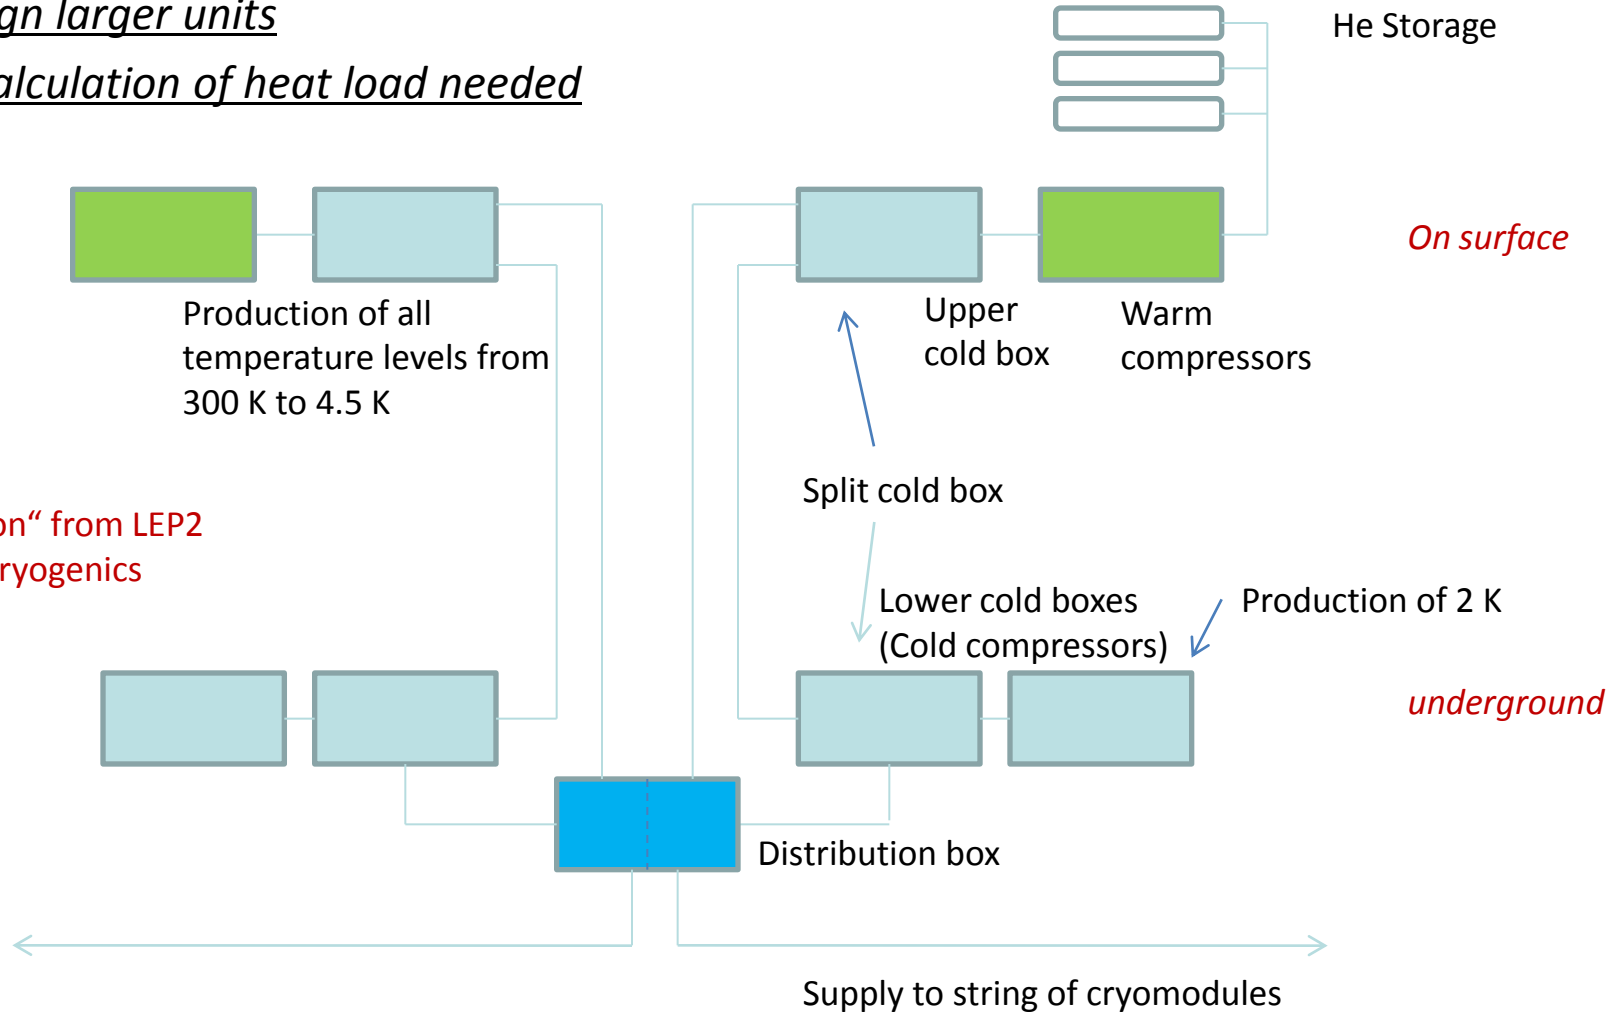 gn larger units
alculation of heat load needed
He Storage
On surface
Production of all
temperature levels from
300 K to 4.5 K
Upper
cold box
Warm
compressors
Split cold box
on“ from LEP2
ryogenics
Lower cold boxes
(Cold compressors)
Production of 2 K
underground
Distribution box
Supply to string of cryomodules